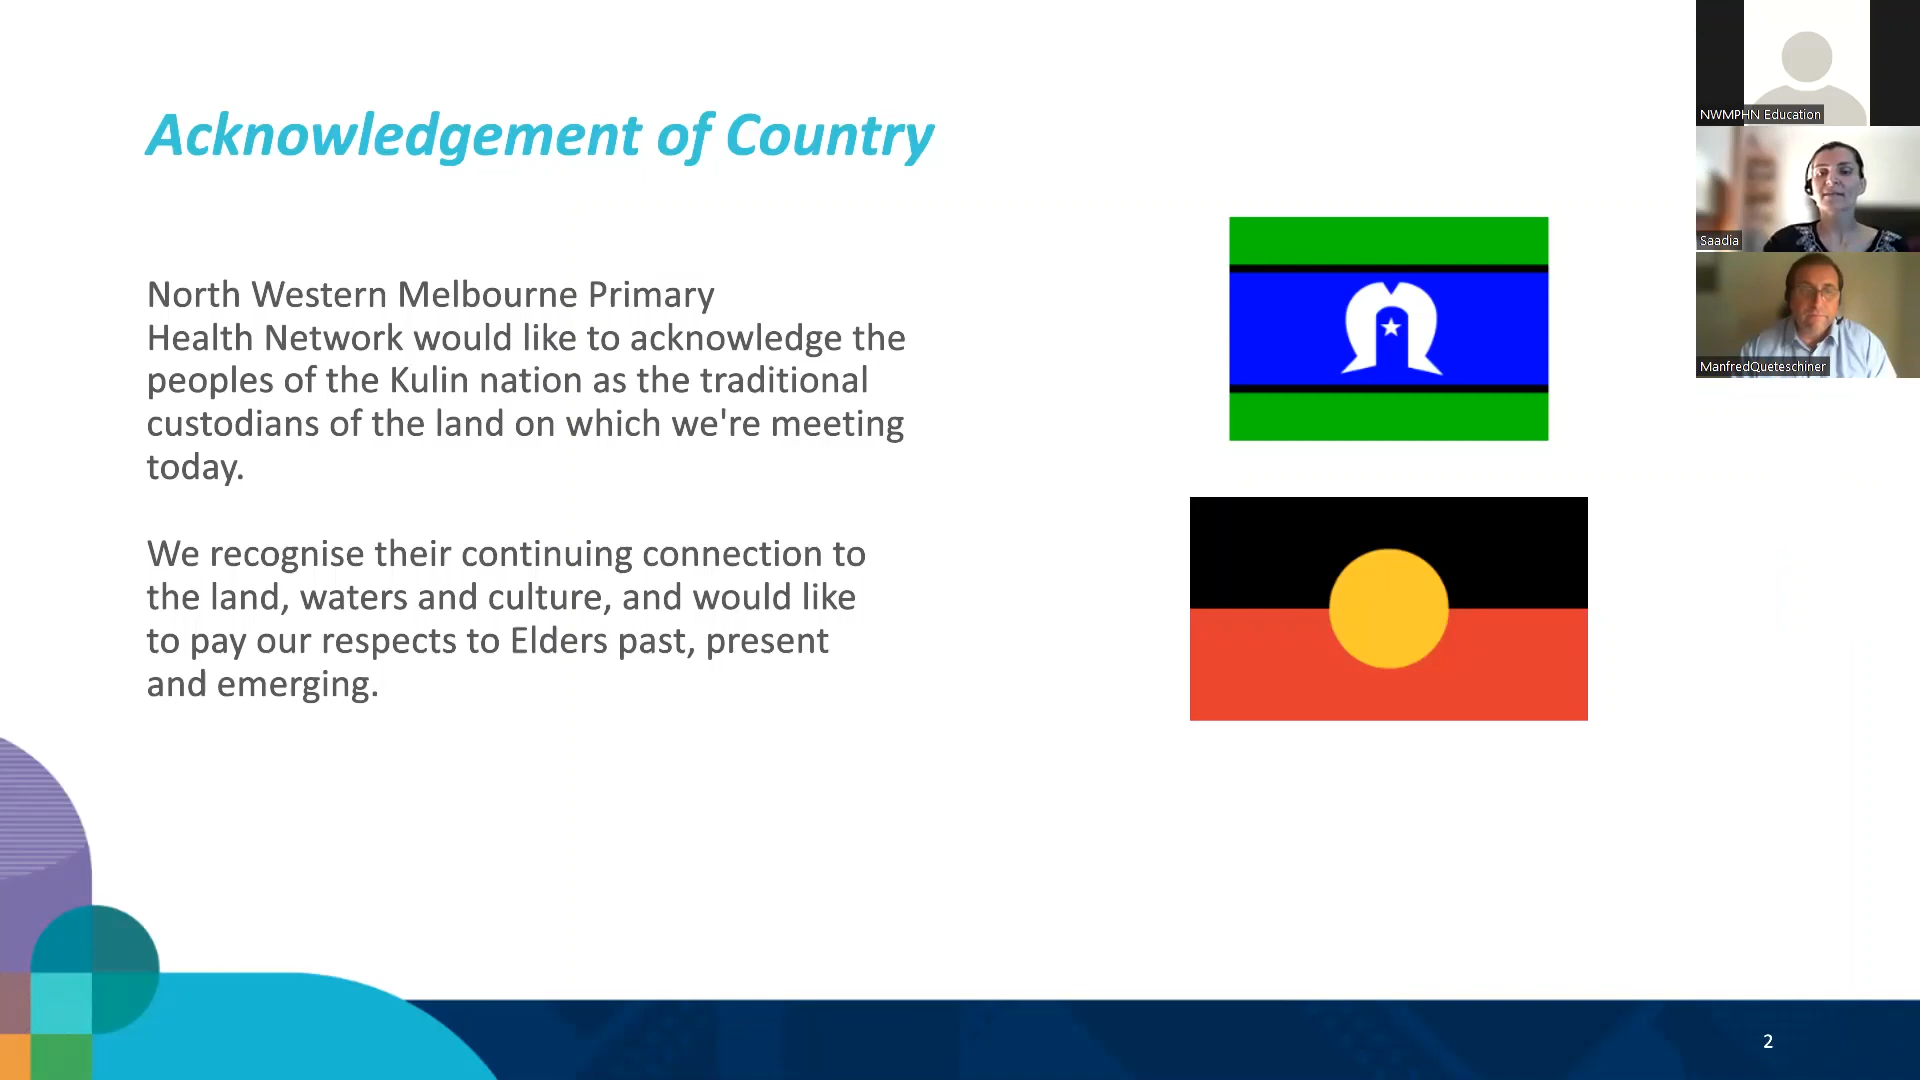 Acknowledgement of Country
North Western Melbourne Primary
Health Network would like to acknowledge the
peoples of the Kulin nation as the traditional
custodians of the land on which we're meeting
today.
We recognise their continuing connection to
the land, waters and culture, and would like
to pay our respects to Elders past, present
and emerging.
NWMPHN Education
Saadia
ManfredQueteschiner
2